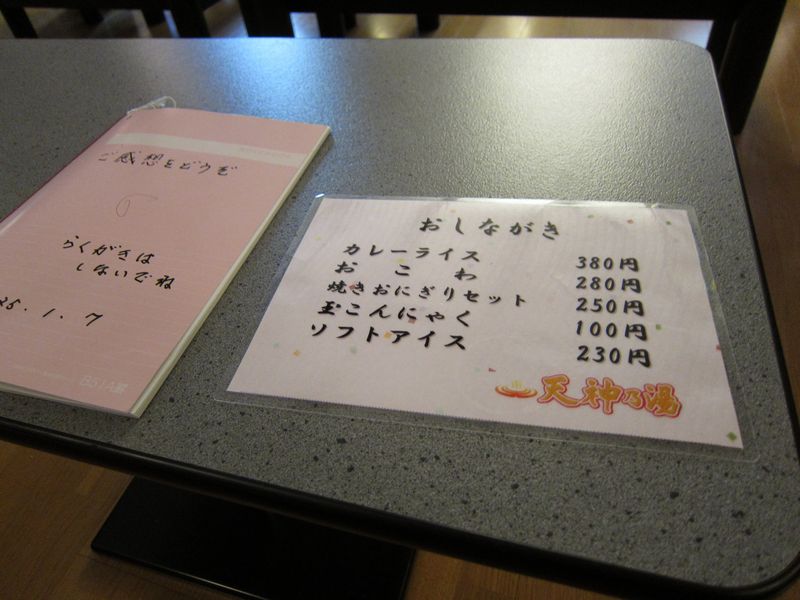 ご感想をどうぞ
らくがきは
しないでね
25.1.7
B5 IA罫
おしながき
カレーライス 380円
おこわ 280円
焼きおにぎりセット 250円
玉こんにゃく 100円
ソフトアイス 230円
天神乃湯